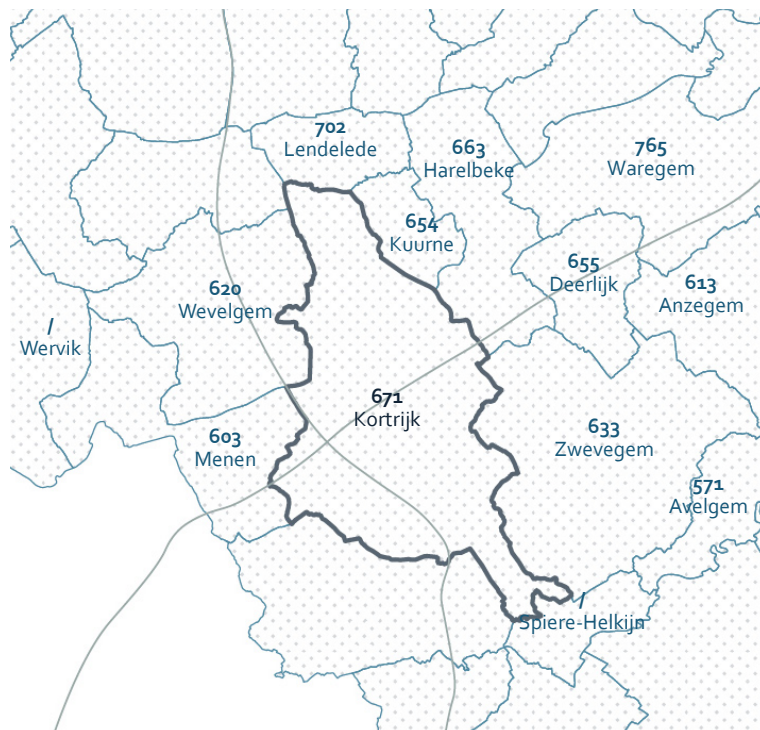 702
Lendelede
663
Harelbeke
765
Waregem
654
Kuurne
655
Deerlijk
613
Anzegem
620
Wevelgem
/
Wervik
671
Kortrijk
603
Menen
633
Zwevegem
571
Avelgem
/
Spiere-Helkijn